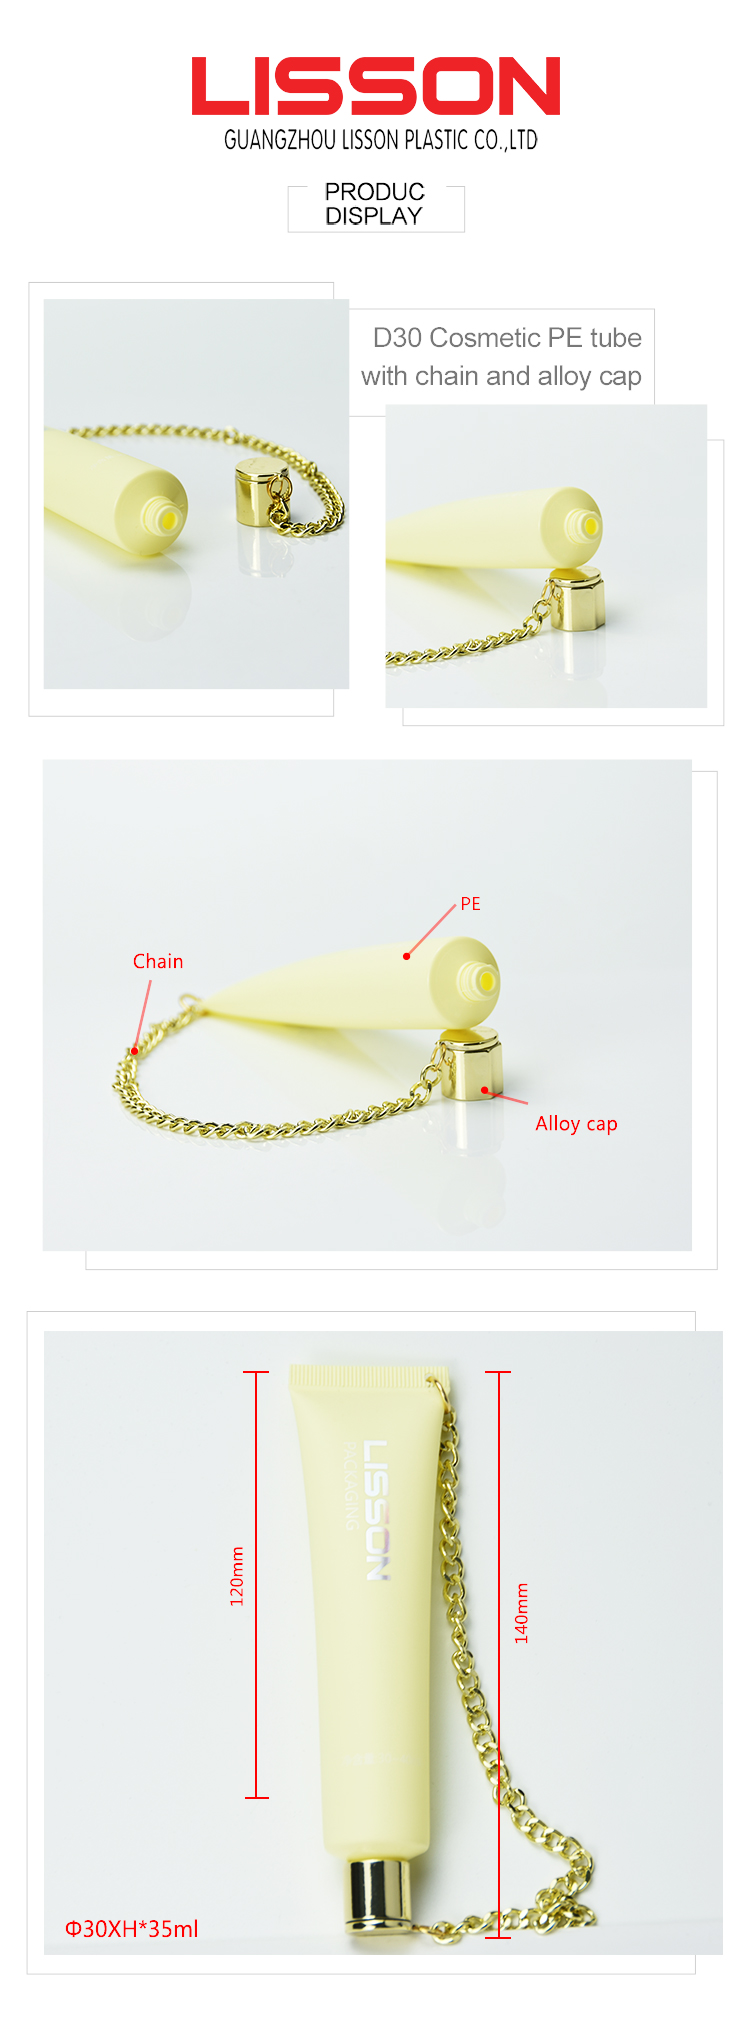 LISSON
GUANGZHOU LISSON PLASTIC CO.,LTD
PRODUC
DISPLAY
D30 Cosmetic PE tube
with chain and alloy cap
PE
Chain
Alloy cap
LISSON
PACKAGING
120mm
140mm
Φ30XH*35ml